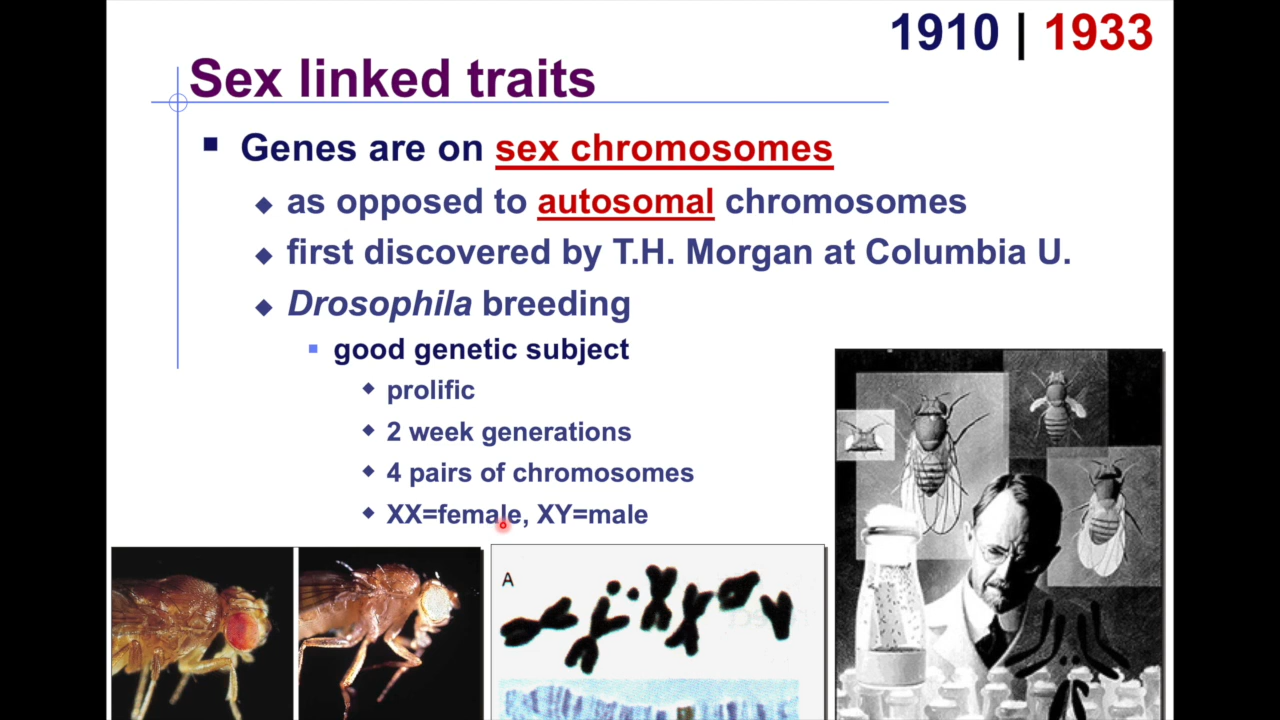 1910 | 1933
Sex linked traits
Genes are on sex chromosomes
as opposed to autosomal chromosomes
first discovered by T.H. Morgan at Columbia U.
Drosophila breeding
good genetic subject
prolific
2 week generations
4 pairs of chromosomes
XX=female, XY=male
A